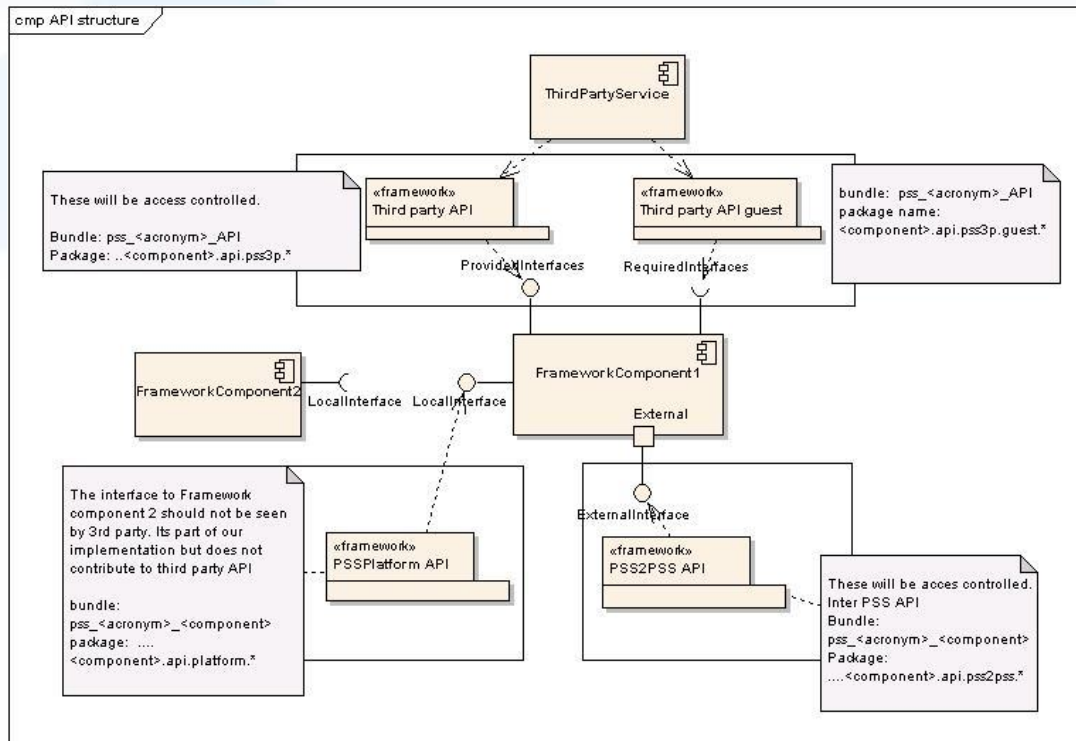 cmp API structure
ThirdPartyService
These will be access controlled.
Bundle: pss_<acronym>_API
Package: ..<component>.api.pss3p.*
«framework»
Third party API
«framework»
Third party API guest
bundle: pss_<acronym>_API
package name:
<component>.api.pss3p.guest.*
ProvidedInterfaces
RequiredInterfaces
FrameworkComponent2
LocalInterface
LocalInterface
FrameworkComponent1
External
The interface to Framework
component 2 should not be seen
by 3rd party. Its part of our
implementation but does not
contribute to third party API
bundle:
pss_<acronym>_<component>
package: ....
<component>.api.platform.*
«framework»
PSSPlatform API
ExternalInterface
«framework»
PSS2PSS API
These will be acces controlled.
Inter PSS API
Bundle:
pss_<acronym>_<component>
Package:
....<component>.api.pss2pss.*